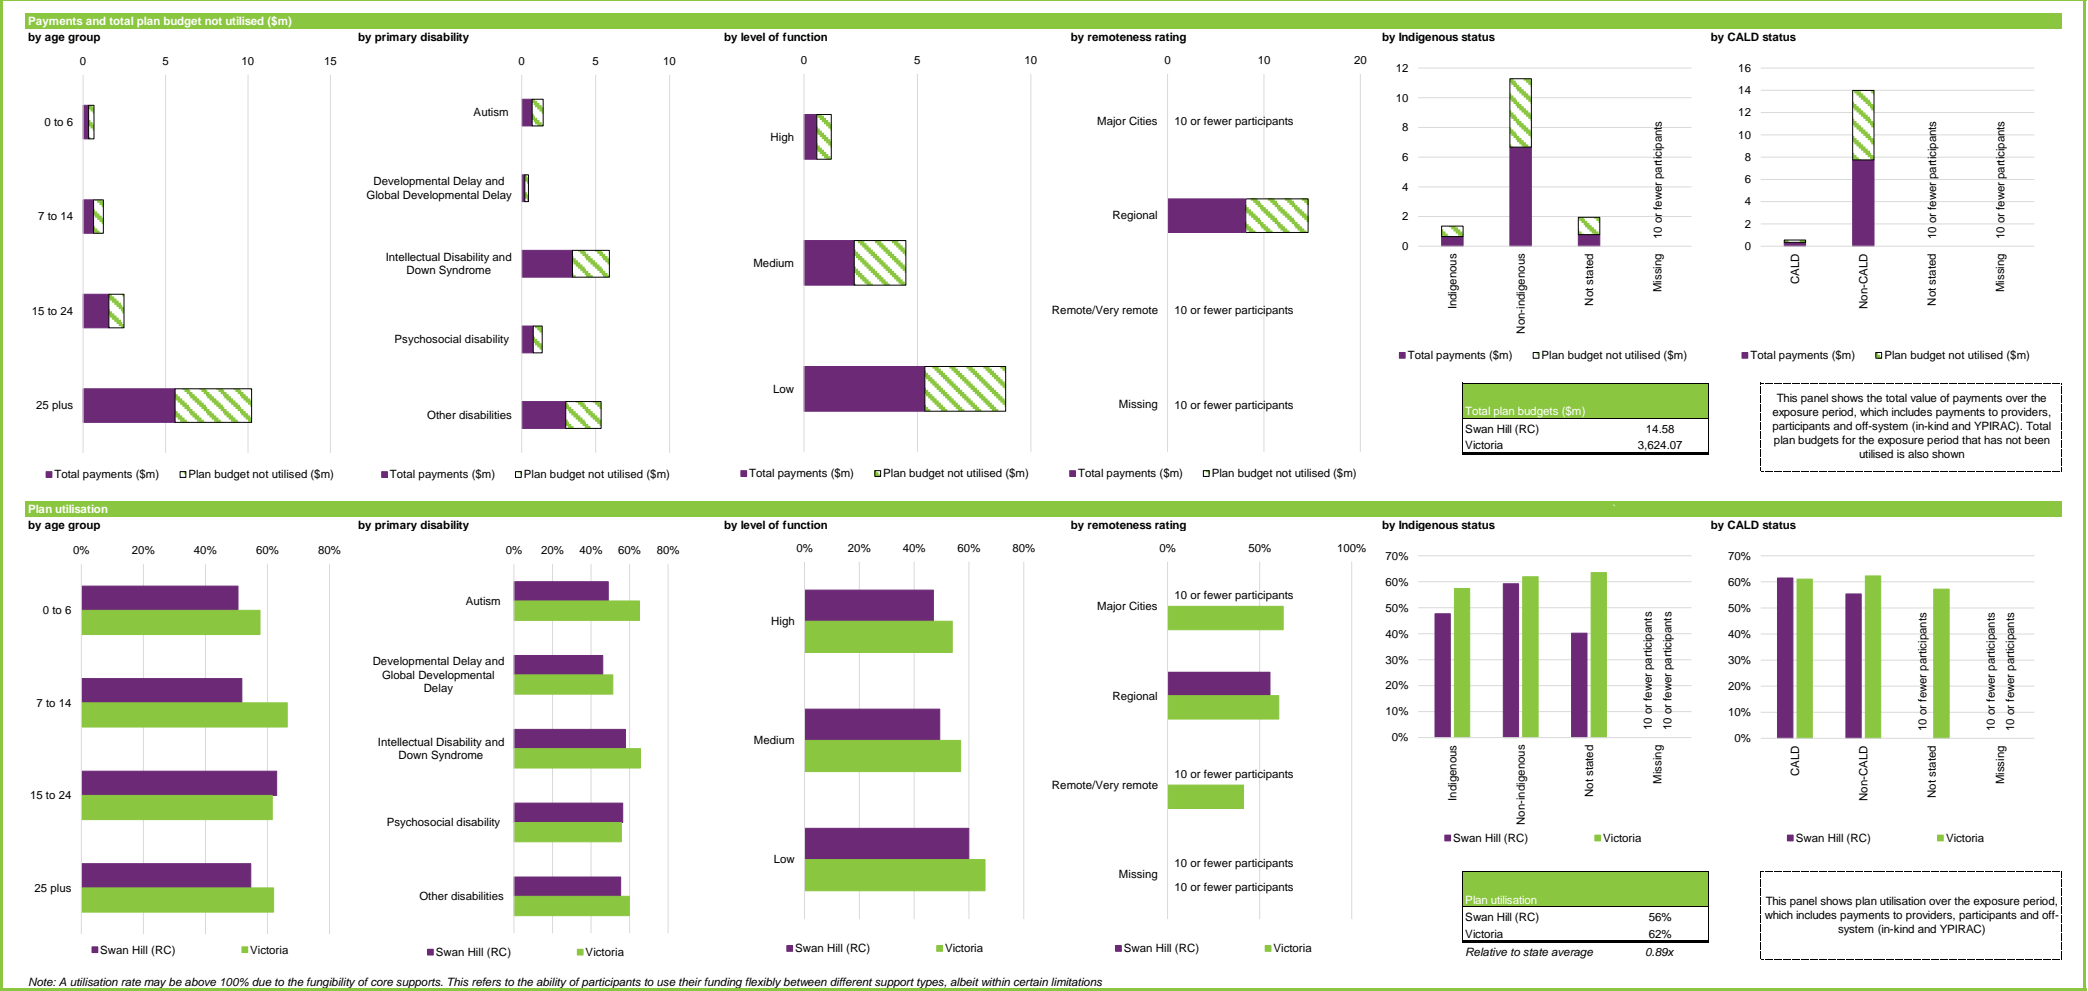 Payments and total plan budget not utilised ($m)
by age group
0 5 10 15
0 to 6
7 to 14
15 to 24
25 plus
Total payments ($m) Plan budget not utilised ($m)
by primary disability
0 5 10
Autism
Developmental Delay and
Global Developmental Delay
Intellectual Disability and
Down Syndrome
Psychosocial disability
Other disabilities
Total payments ($m) Plan budget not utilised ($m)
by level of function
0 5 10
High
Medium
Low
Total payments ($m) Plan budget not utilised ($m)
by remoteness rating
0 10 20
Major Cities 10 or fewer participants
Regional
Remote/Very remote 10 or fewer participants
Missing 10 or fewer participants
Total payments ($m) Plan budget not utilised ($m)
by Indigenous status
12
10
8
6
4
2
0
10 or fewer participants
Indigenous
Non-indigenous
Not stated
Missing
Total payments ($m) Plan budget not utilised ($m)
by CALD status
16
14
12
10
8
6
4
2
0
10 or fewer participants
10 or fewer participants
CALD
Non-CALD
Not stated
Missing
Total payments ($m) Plan budget not utilised ($m)
Total plan budgets ($m)
Swan Hill (RC) 14.58
Victoria 3,624.07
This panel shows the total value of payments over the
exposure period, which includes payments to providers,
participants and off-system (in-kind and YPIRAC). Total
plan budgets for the exposure period that has not been
utilised is also shown
Plan utilisation
by age group
0% 20% 40% 60% 80%
0 to 6
7 to 14
15 to 24
25 plus
Swan Hill (RC) Victoria
by primary disability
0% 20% 40% 60% 80%
Autism
Developmental Delay and
Global Developmental
Delay
Intellectual Disability and
Down Syndrome
Psychosocial disability
Other disabilities
Swan Hill (RC) Victoria
by level of function
0% 20% 40% 60% 80%
High
Medium
Low
Swan Hill (RC) Victoria
by remoteness rating
0% 50% 100%
10 or fewer participants
Major Cities
Regional
10 or fewer participants
Remote/Very remote
10 or fewer participants
Missing
10 or fewer participants
Swan Hill (RC) Victoria
by Indigenous status
70%
60%
50%
40%
30%
20%
10%
0%
10 or fewer participants
10 or fewer participants
Indigenous
Non-indigenous
Not stated
Missing
Swan Hill (RC) Victoria
by CALD status
70%
60%
50%
40%
30%
20%
10%
0%
10 or fewer participants
10 or fewer participants
10 or fewer participants
CALD
Non-CALD
Not stated
Missing
Swan Hill (RC) Victoria
Plan utilisation
Swan Hill (RC) 56%
Victoria 62%
Relative to state average 0.89x
This panel shows plan utilisation over the exposure period,
which includes payments to providers, participants and off-
system (in-kind and YPIRAC)
Note: A utilisation rate may be above 100% due to the fungibility of core supports. This refers to the ability of participants to use their funding flexibly between different support types, albeit within certain limitations